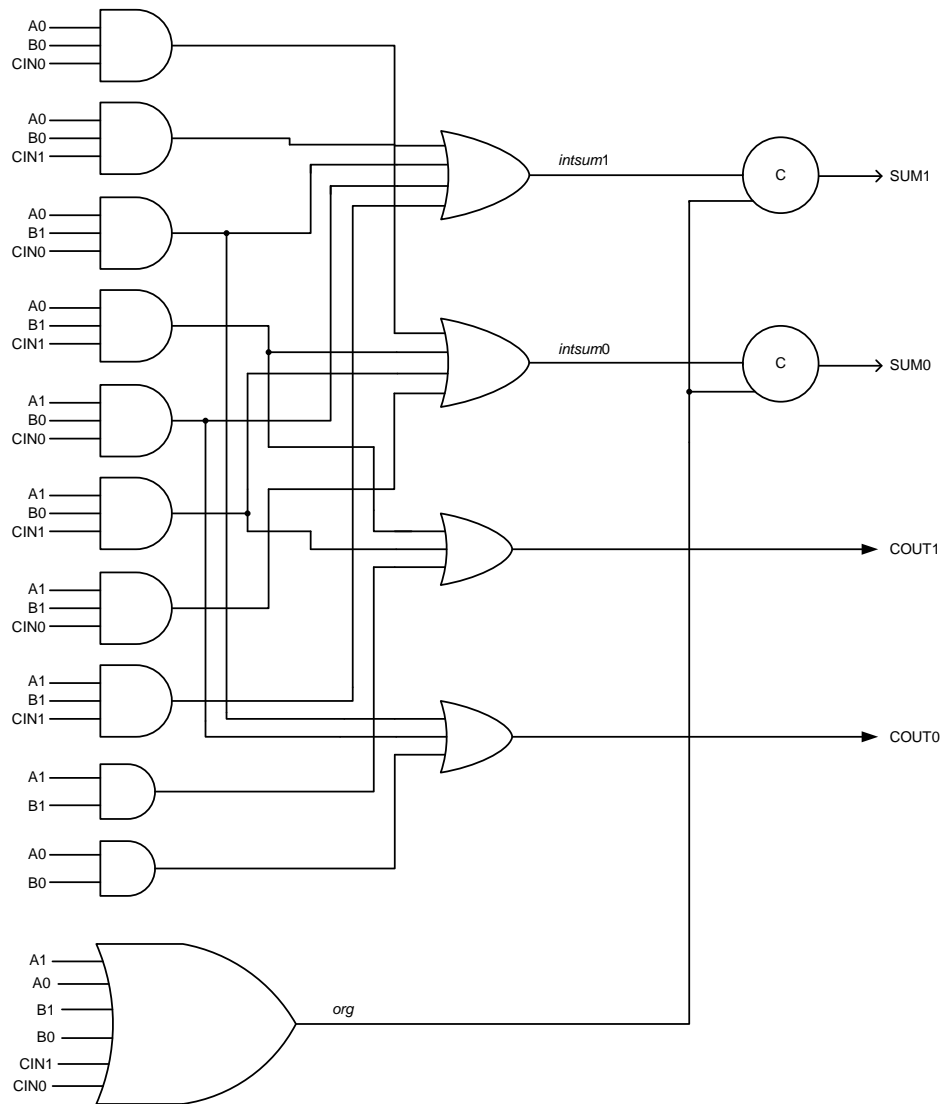 A0
B0
CIN0
A0
B0
CIN1
A0
B1
CIN0
A0
B1
CIN1
A1
B0
CIN0
A1
B0
CIN1
A1
B1
CIN0
A1
B1
CIN1
A1
B1
A0
B0
A1
A0
B1
B0
CIN1
CIN0
org
intsum1
C
SUM1
intsum0
C
SUM0
COUT1
COUT0